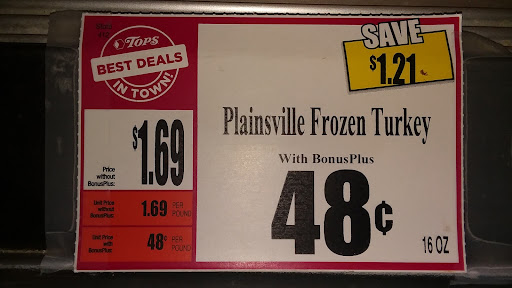 TOPS
BEST DEALS
IN TOWN!
SAVE
$1.21
Plainsville Frozen Turkey
With BonusPlus
48¢
16 OZ
Price
without
BonusPlus:
$1.69
Unit Price
without
BonusPlus:
1.69
PER
POUND
Unit Price
with
BonusPlus:
48¢
PER
POUND